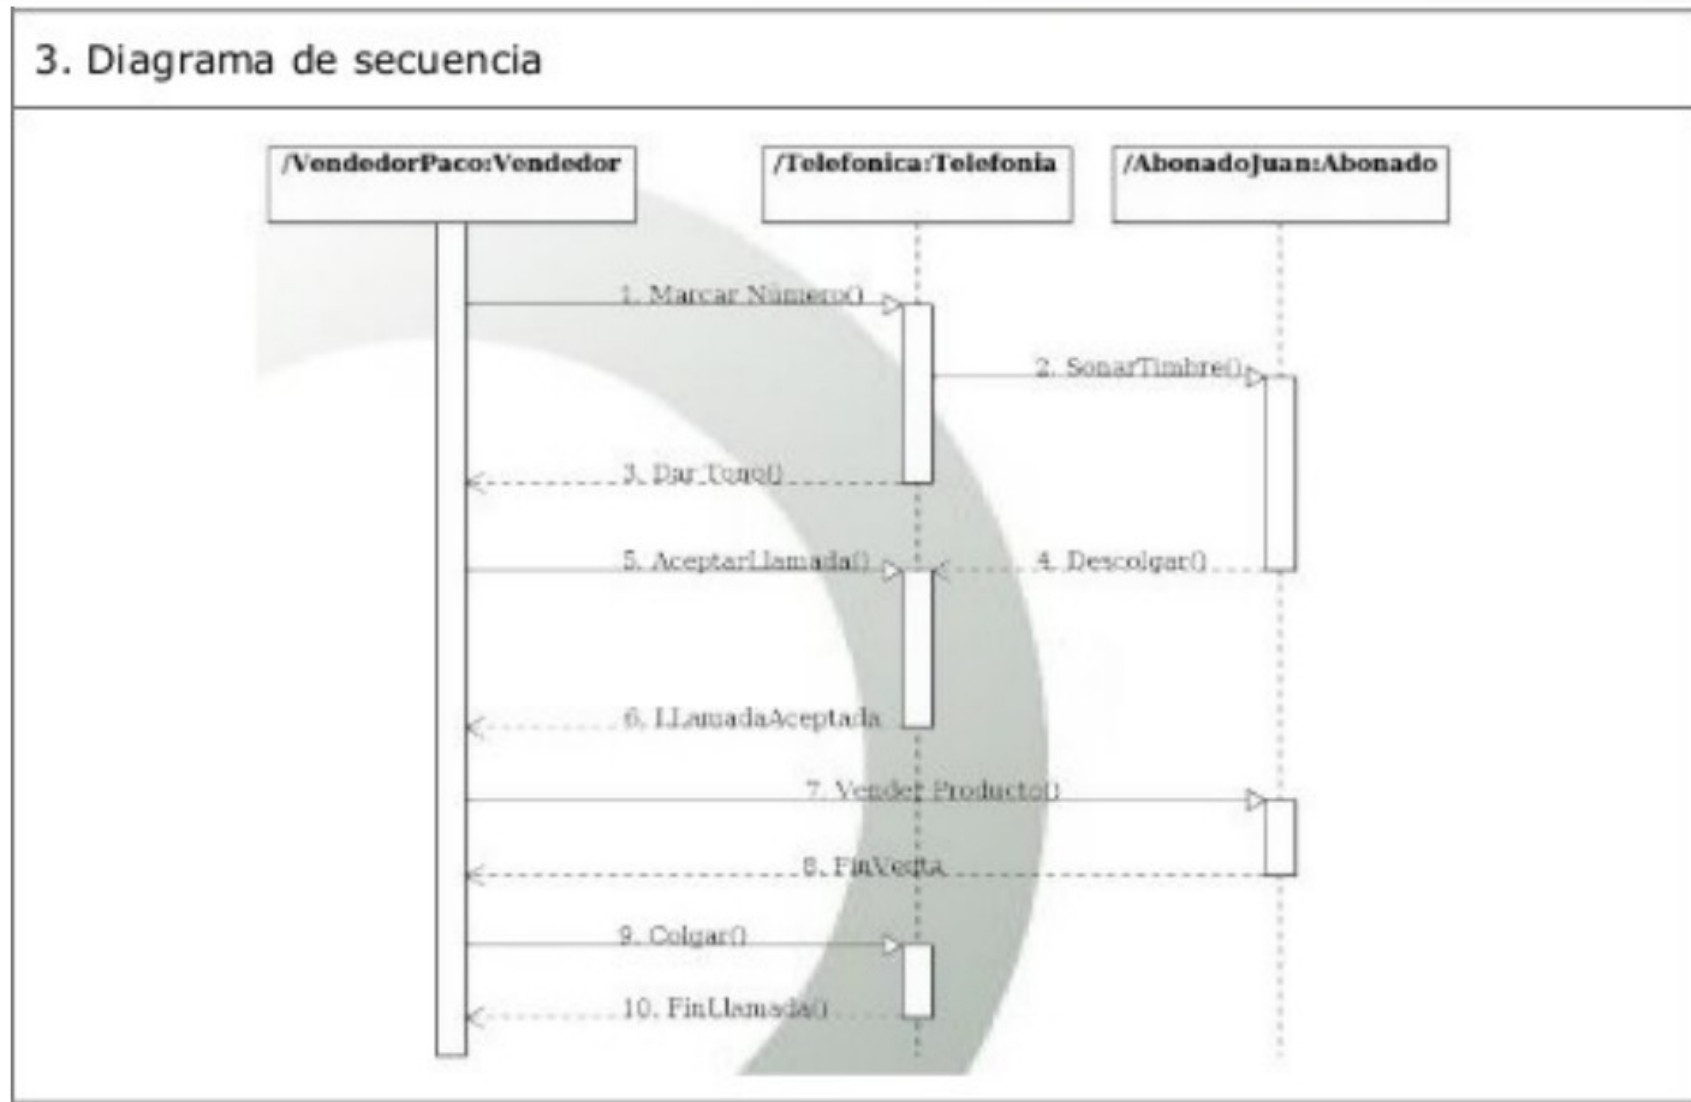 3. Diagrama de secuencia
/VendedorPaco:Vendedor
/Telefonica:Telefonia
/AbonadoJuan:Abonado
1. Marcar Número()
2. SonarTimbre()
3. Dar Tono()
5. AceptarLlamada()
4. Descolgar()
6. LLamadaAceptada
7. Vender Producto()
8. FinVenta
9. Colgar()
10. FinLlamada()